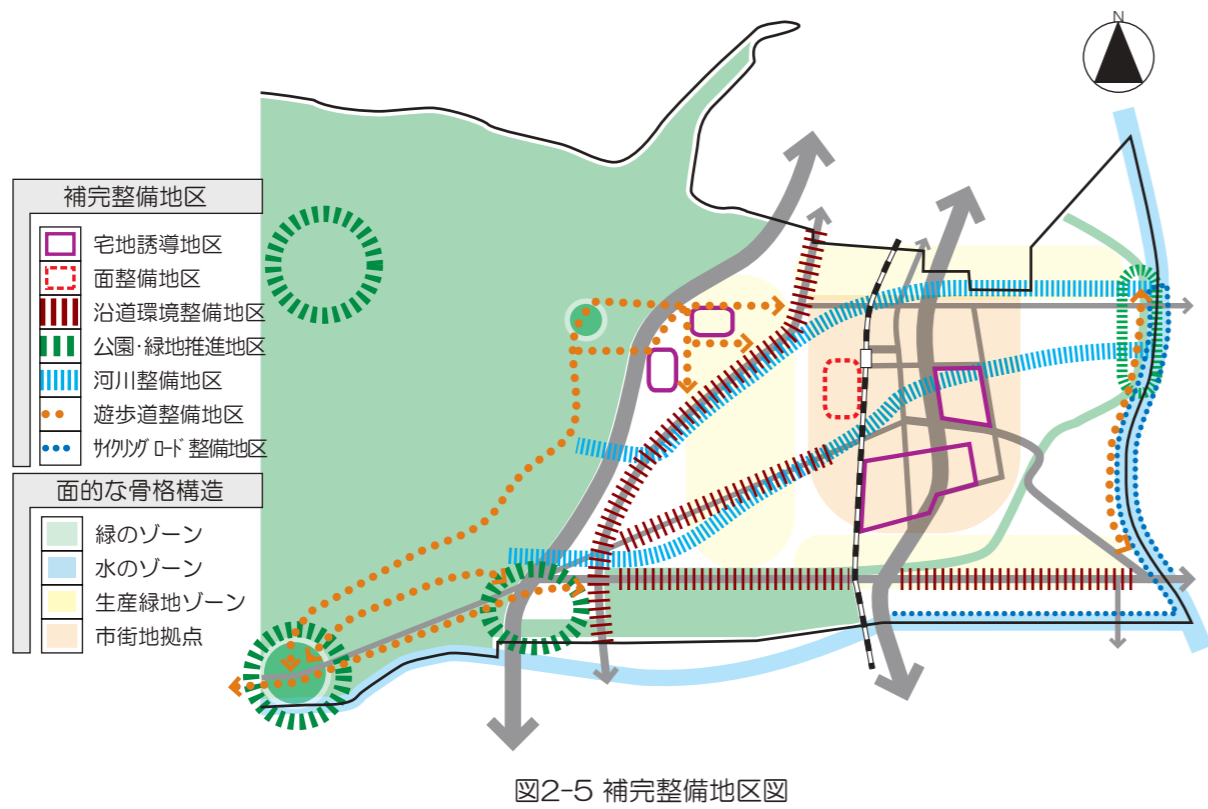 N
補完整備地区
宅地誘導地区
面整備地区
沿道環境整備地区
公園・緑地推進地区
河川整備地区
遊歩道整備地区
サイクリング ロード 整備地区
面的な骨格構造
緑のゾーン
水のゾーン
生産緑地ゾーン
市街地拠点
図2-5 補完整備地区図